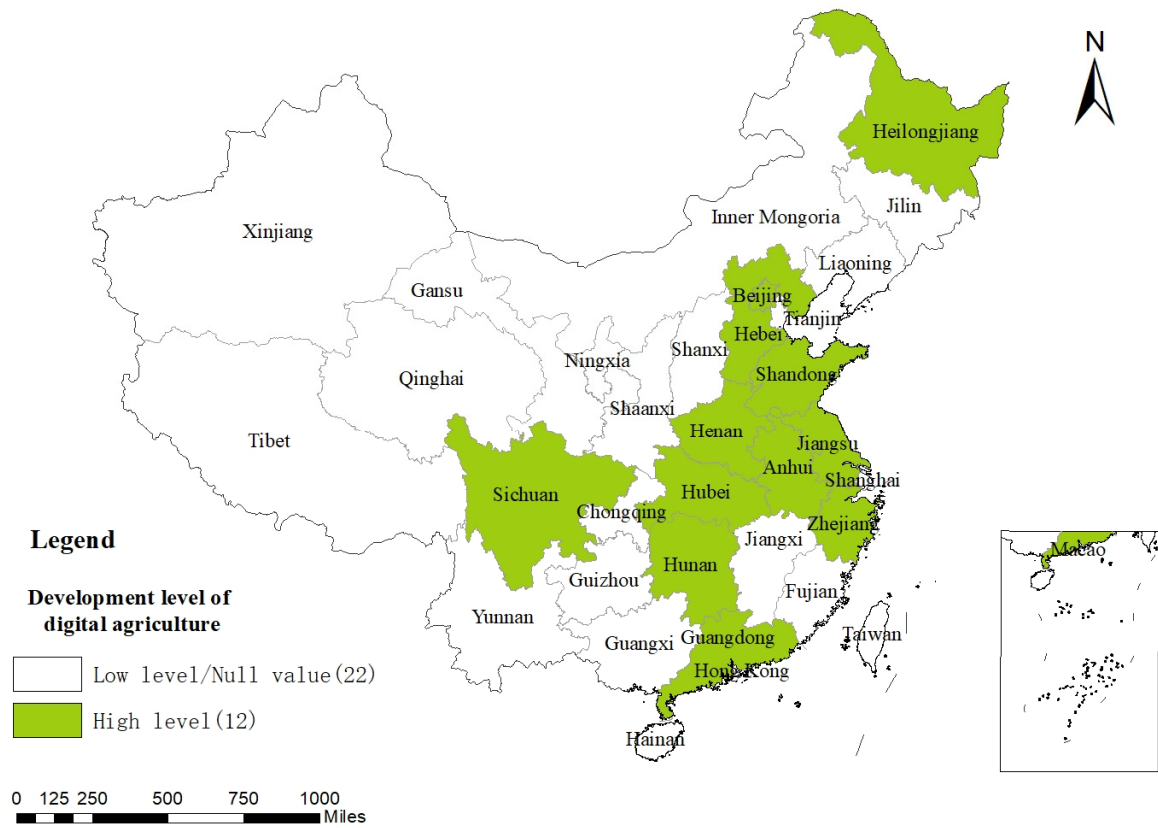 N
Heilongjiang
Jilin
Inner Mongoria
Xinjiang
Liaoning
Gansu
Beijing
Tianjin
Hebei
Shanxi
Ningxia
Qinghai
Shandong
Shaanxi
Henan
Tibet
Jiangsu
Anhui
Shanghai
Sichuan
Hubei
Chongqing
Zhejiang
Jiangxi
Macao
Hunan
Guizhou
Fujian
Yunnan
Guangdong
Taiwan
Guangxi
Hong Kong
Hainan
Legend
Development level of
digital agriculture
Low level/Null value(22)
High level(12)
0 125 250 500 750 1000
Miles